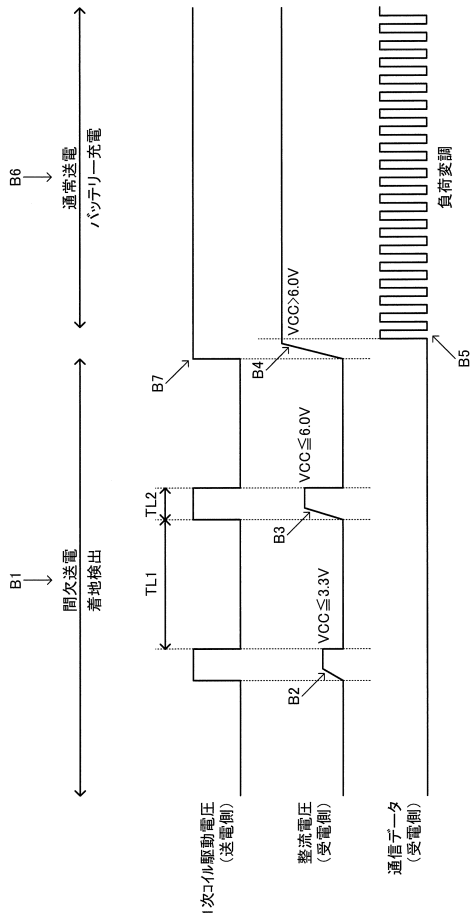 B1
間欠送電
着地検出
B6
通常送電
バッテリー充電
1次コイル駆動電圧
(送電側)
TL1
TL2
B7
整流電圧
(受電側)
B2
VCC≦3.3V
B3
VCC≦6.0V
B4
VCC>6.0V
通信データ
(受電側)
B5
負荷変調